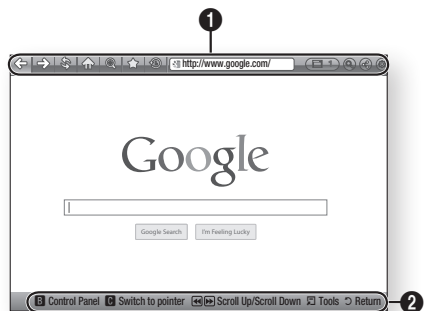 1
http://www.google.com/
1
Google
Google Search I'm Feeling Lucky
B Control Panel C Switch to pointer Scroll Up/Scroll Down Tools Return
2